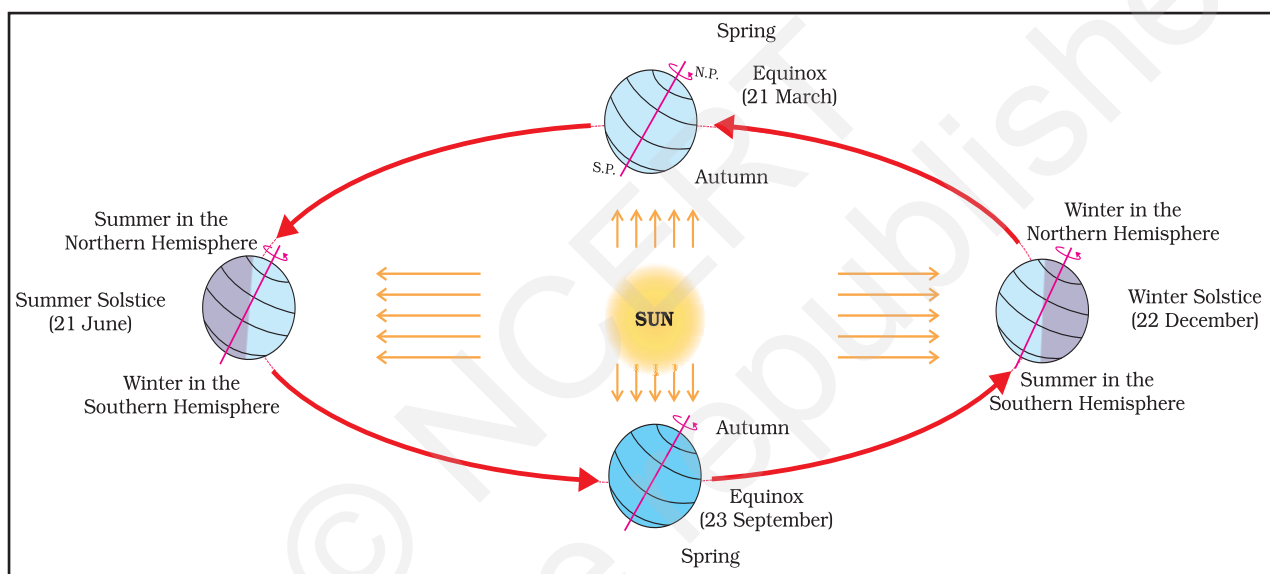 Spring
N.P.
Equinox
(21 March)
S.P.
Autumn
Summer in the
Northern Hemisphere
Winter in the
Northern Hemisphere
Summer Solstice
(21 June)
SUN
Winter Solstice
(22 December)
Winter in the
Southern Hemisphere
Summer in the
Southern Hemisphere
Autumn
Equinox
(23 September)
Spring
© NCERT
e republishe